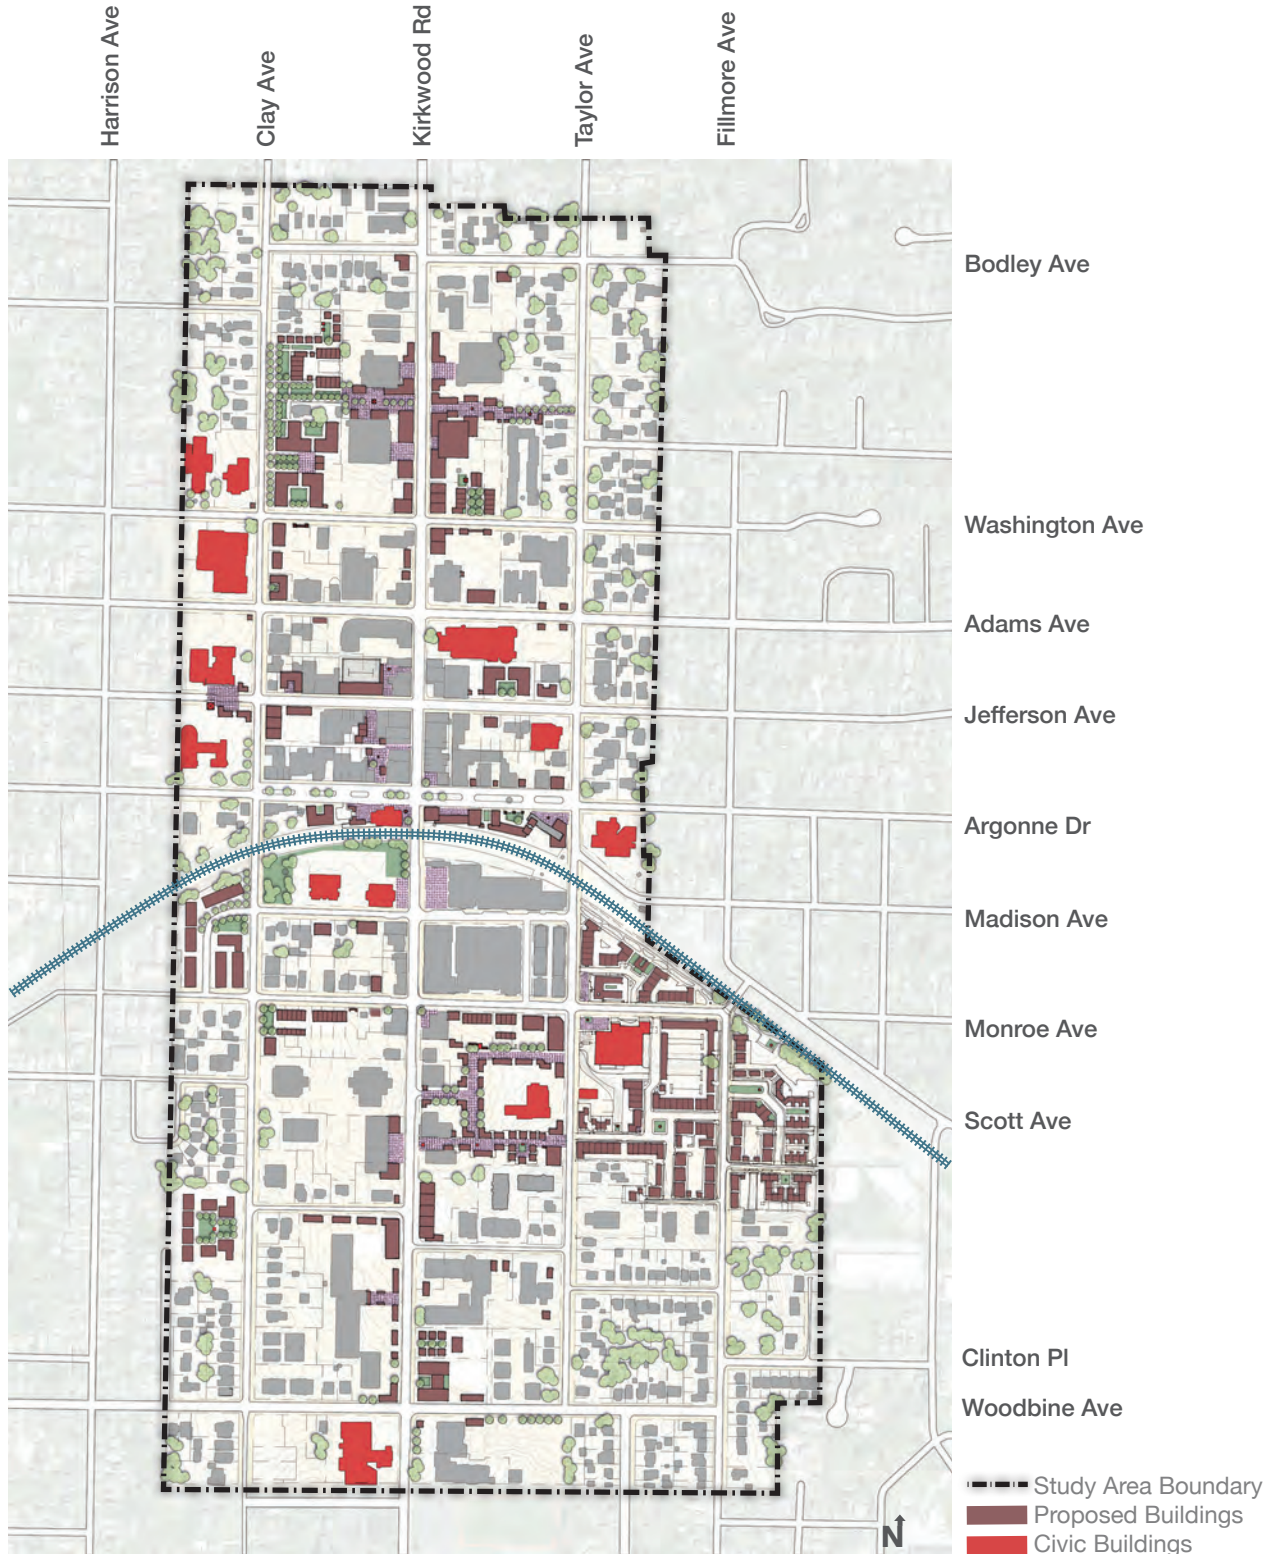 Harrison Ave
Clay Ave
Kirkwood Rd
Taylor Ave
Fillmore Ave
Bodley Ave
Washington Ave
Adams Ave
Jefferson Ave
Argonne Dr
Madison Ave
Monroe Ave
Scott Ave
Clinton Pl
Woodbine Ave
Study Area Boundary
Proposed Buildings
Civic Buildings
N